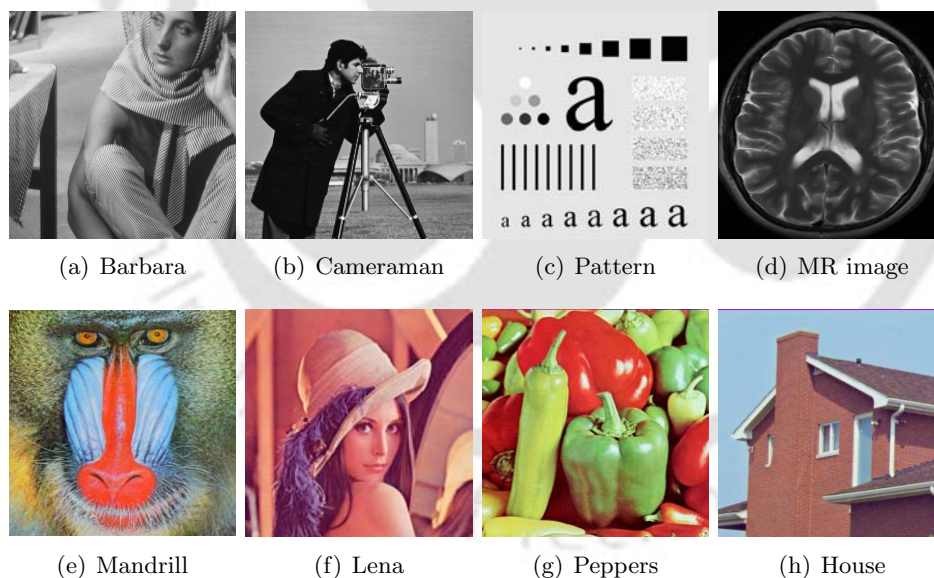 a
a a a a a a a a
(a) Barbara
(b) Cameraman
(c) Pattern
(d) MR image
(e) Mandrill
(f) Lena
(g) Peppers
(h) House